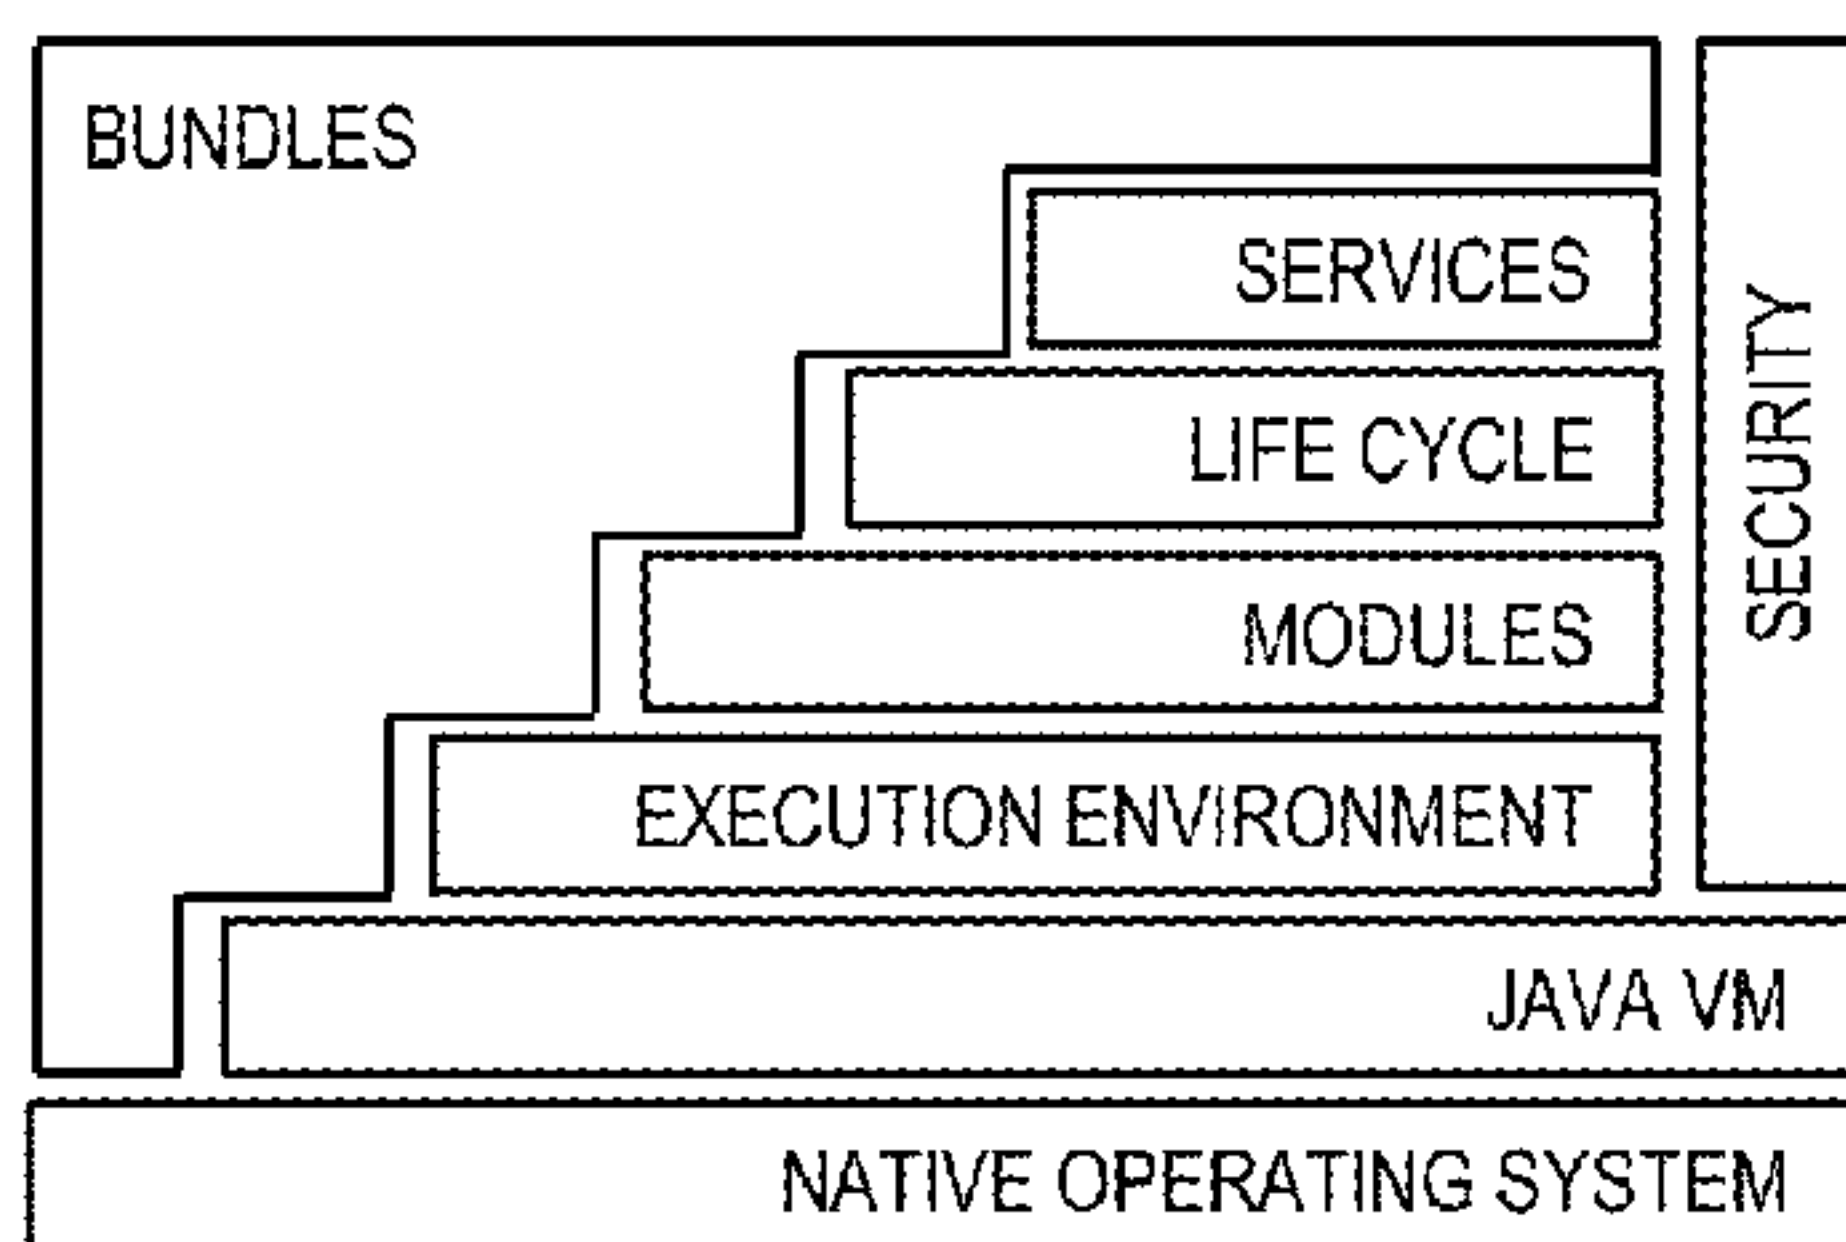 BUNDLES
SERVICES
LIFE CYCLE
MODULES
EXECUTION ENVIRONMENT
SECURITY
JAVA VM
NATIVE OPERATING SYSTEM